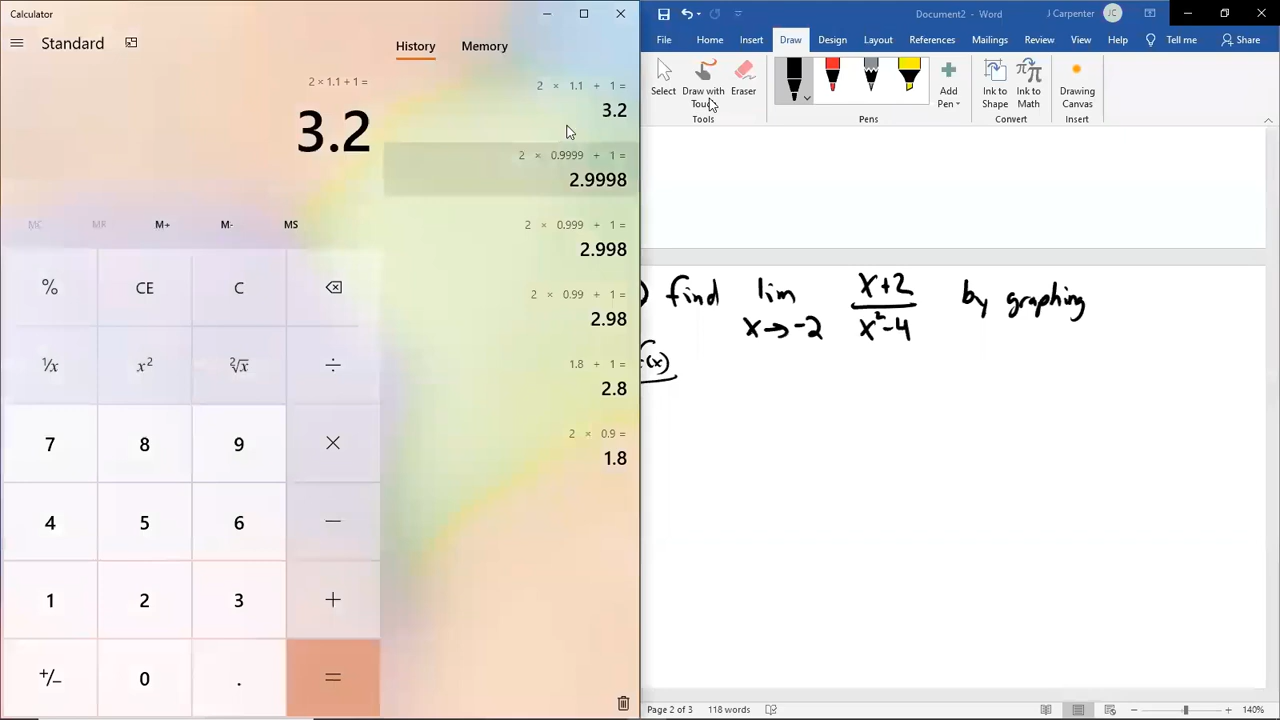 Calculator
Standard
2 × 1.1 + 1 =
3.2
MC MR M+ M- MS
% CE C
⅟x x² ²√x ÷
7 8 9 ×
4 5 6 −
1 2 3 +
+/− 0 . =
History Memory
2 × 1.1 + 1 =
3.2
2 × 0.9999 + 1 =
2.9998
2 × 0.999 + 1 =
2.998
2 × 0.99 + 1 =
2.98
1.8 + 1 =
2.8
2 × 0.9 =
1.8
Document2 - Word J Carpenter JC
File Home Insert Draw Design Layout References Mailings Review View Help Tell me Share
Select
Draw with
Touch
Eraser
Add
Pen
Ink to
Shape
Ink to
Math
Drawing
Canvas
Tools Pens Convert Insert
) find lim x→-2 x+2 / x²-4 by graphing
(x)
Page 2 of 3 118 words 140%